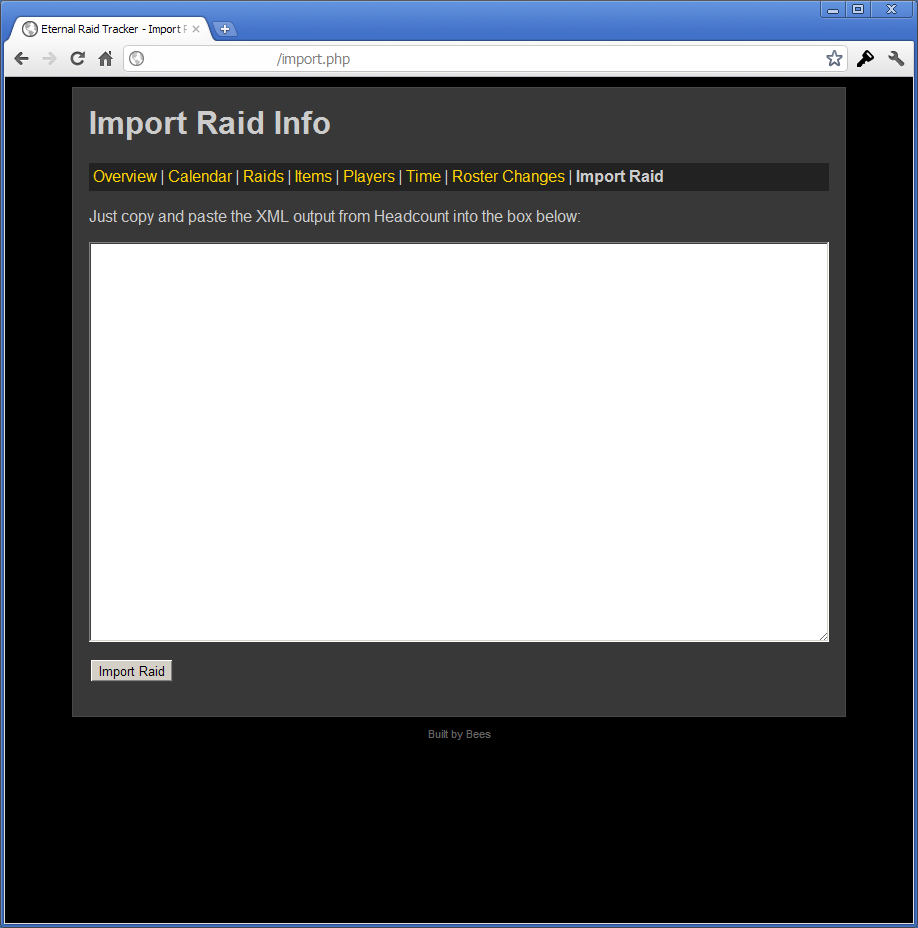 Eternal Raid Tracker - Import
/import.php
Import Raid Info
Overview | Calendar | Raids | Items | Players | Time | Roster Changes | Import Raid
Just copy and paste the XML output from Headcount into the box below:
Import Raid
Built by Bees